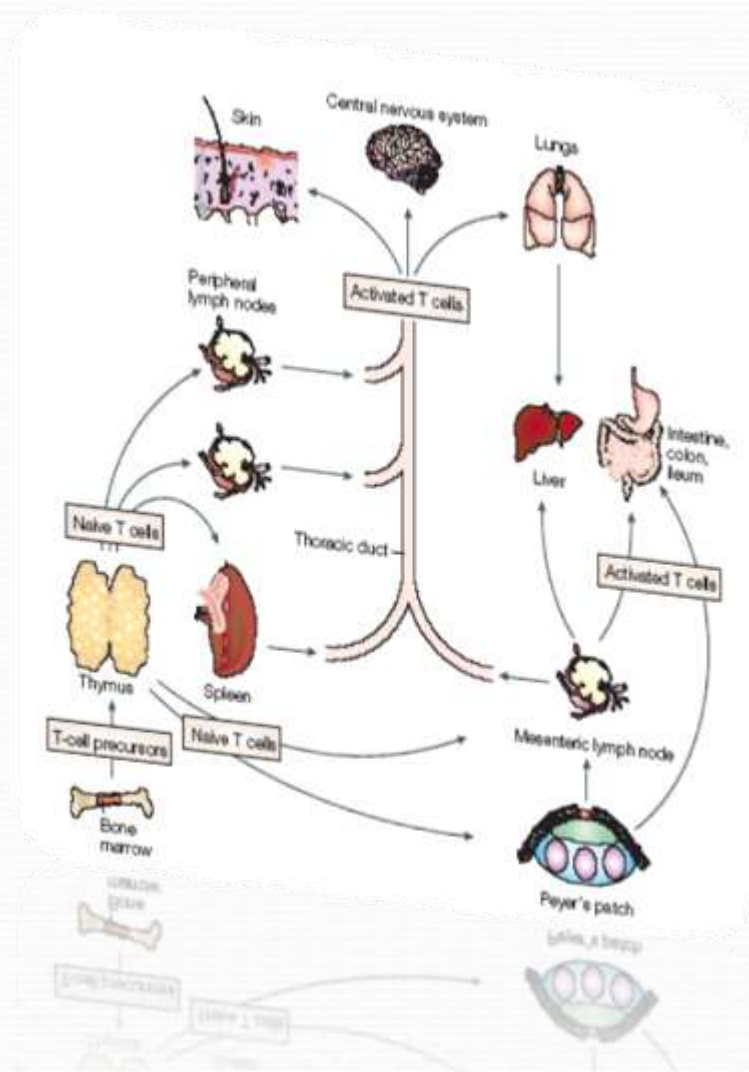 Skin
Central nervous system
Lungs
Peripheral
lymph nodes
Activated T cells
Intestine,
colon,
ileum
Liver
Naive T cells
Thoracic duct
Activated T cells
Thymus
Spleen
T-cell precursors
Naive T cells
Mesenteric lymph node
Bone
marrow
Peyer's patch